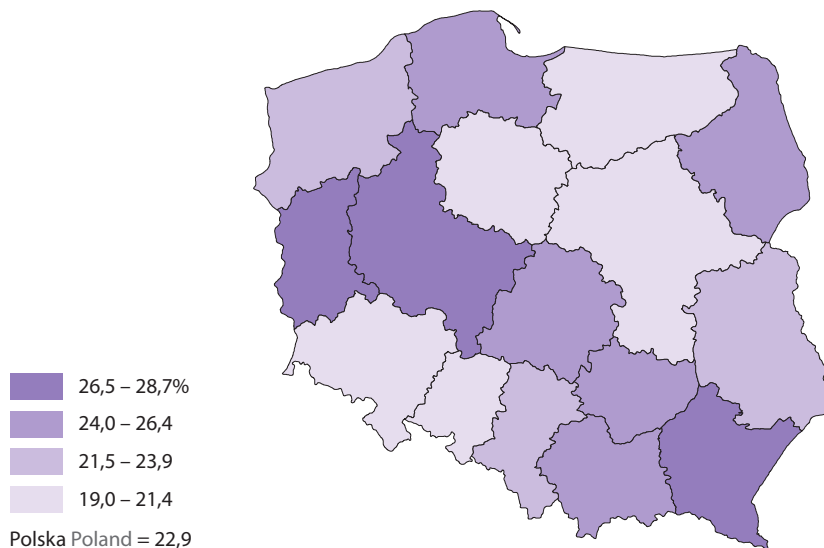 26,5 – 28,7%
24,0 – 26,4
21,5 – 23,9
19,0 – 21,4
Polska Poland = 22,9